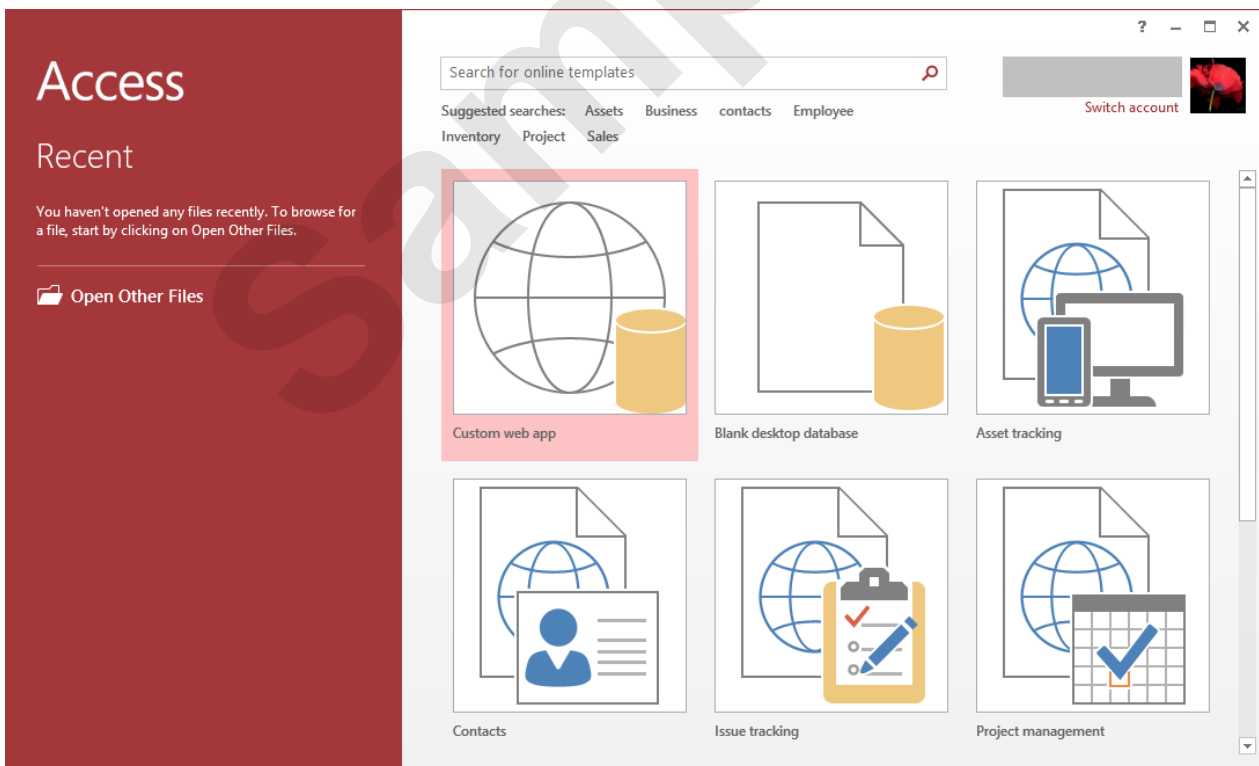 Access
Recent
You haven't opened any files recently. To browse for
a file, start by clicking on Open Other Files.
Open Other Files
?
Search for online templates
Switch account
Suggested searches: Assets Business contacts Employee
Inventory Project Sales
Custom web app
Blank desktop database
Asset tracking
Contacts
Issue tracking
Project management
Samp